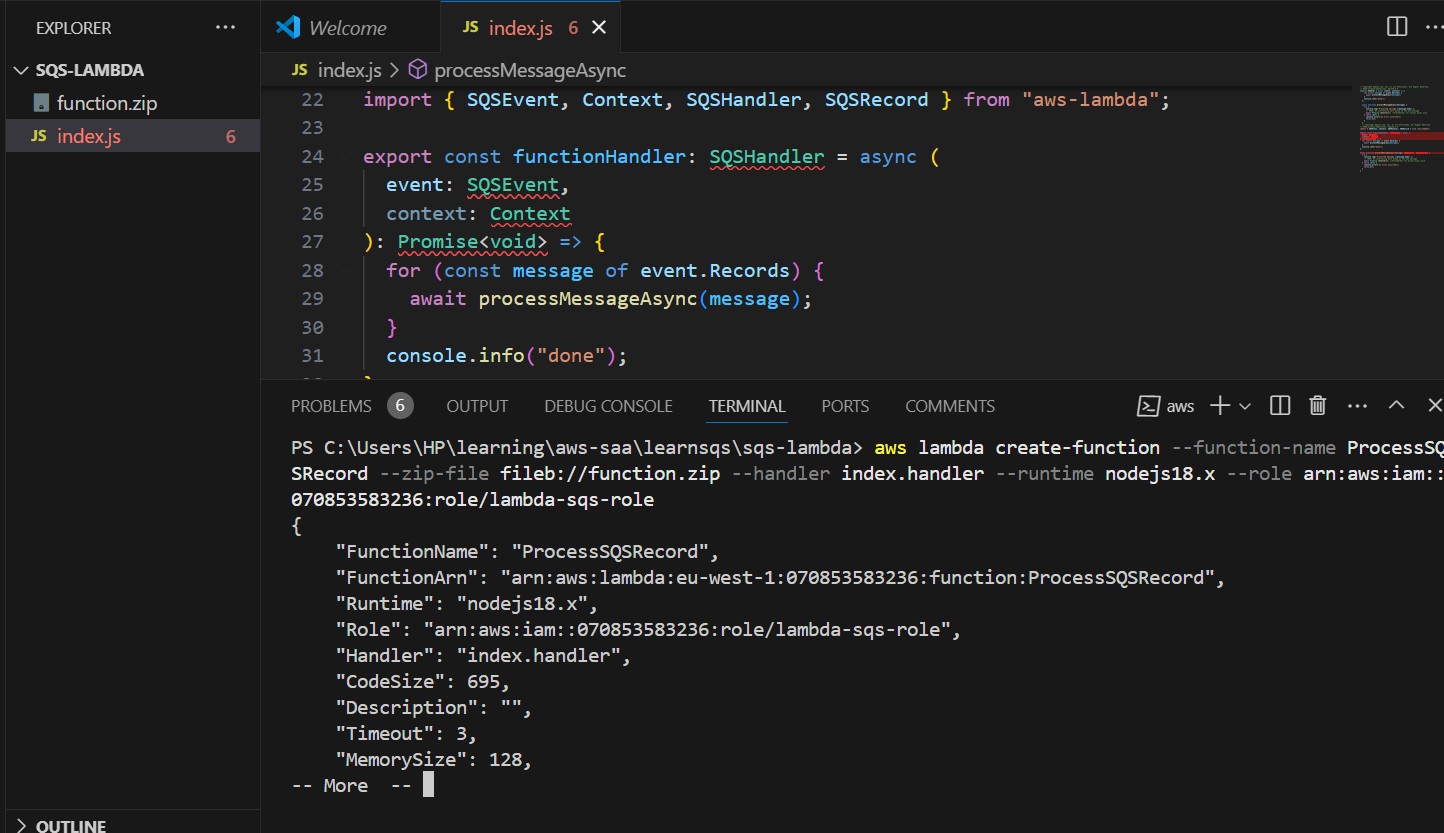 EXPLORER ...
SQS-LAMBDA
function.zip
JS index.js 6
OUTLINE
Welcome
JS index.js 6
JS index.js > processMessageAsync
22 import { SQSEvent, Context, SQSHandler, SQSRecord } from "aws-lambda";
23
24 export const functionHandler: SQSHandler = async (
25 event: SQSEvent,
26 context: Context
27 ): Promise<void> => {
28 for (const message of event.Records) {
29 await processMessageAsync(message);
30 }
31 console.info("done");
PROBLEMS 6 OUTPUT DEBUG CONSOLE TERMINAL PORTS COMMENTS aws
PS C:\Users\HP\learning\aws-saa\learnsqs\sqs-lambda> aws lambda create-function --function-name ProcessSQ
SRecord --zip-file fileb://function.zip --handler index.handler --runtime nodejs18.x --role arn:aws:iam::
070853583236:role/lambda-sqs-role
{
"FunctionName": "ProcessSQSRecord",
"FunctionArn": "arn:aws:lambda:eu-west-1:070853583236:function:ProcessSQSRecord",
"Runtime": "nodejs18.x",
"Role": "arn:aws:iam::070853583236:role/lambda-sqs-role",
"Handler": "index.handler",
"CodeSize": 695,
"Description": "",
"Timeout": 3,
"MemorySize": 128,
-- More --